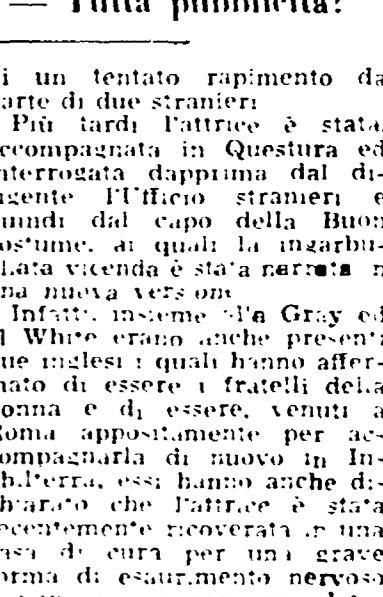 — Tutta pubblicità?
i un tentato rapimento da
arte di due stranieri
Più tardi l'attrice è stata
ccompagnata in Questura ed
nterrogata dapprima dal di-
igente l'Ufficio stranieri e
uindi dal capo della Buon
ostume, ai quali la ingarbu-
liata vicenda è stata narrata
na nuova
Infatti, insieme alla Gray ed
l White erano anche presenti
ue inglesi i quali hanno affer-
mato di essere i fratelli della
onna e di essere, venuti a
Roma appositamente per ac-
ompagnarla di nuovo in In-
essi hanno anche di-
hiarato che l'attrice è stata
ecentemente ricoverata in una
asa di cura per una grave
orma di esaurimento nervoso